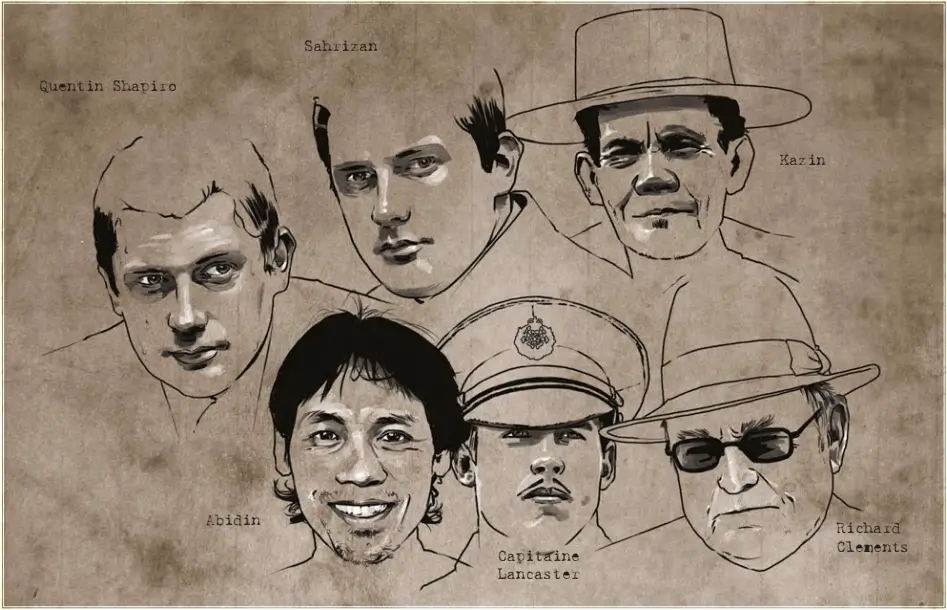 Sahrizan
Quentin Shapiro
Kazin
Abidin
Capitaine
Lancaster
Richard
Clements